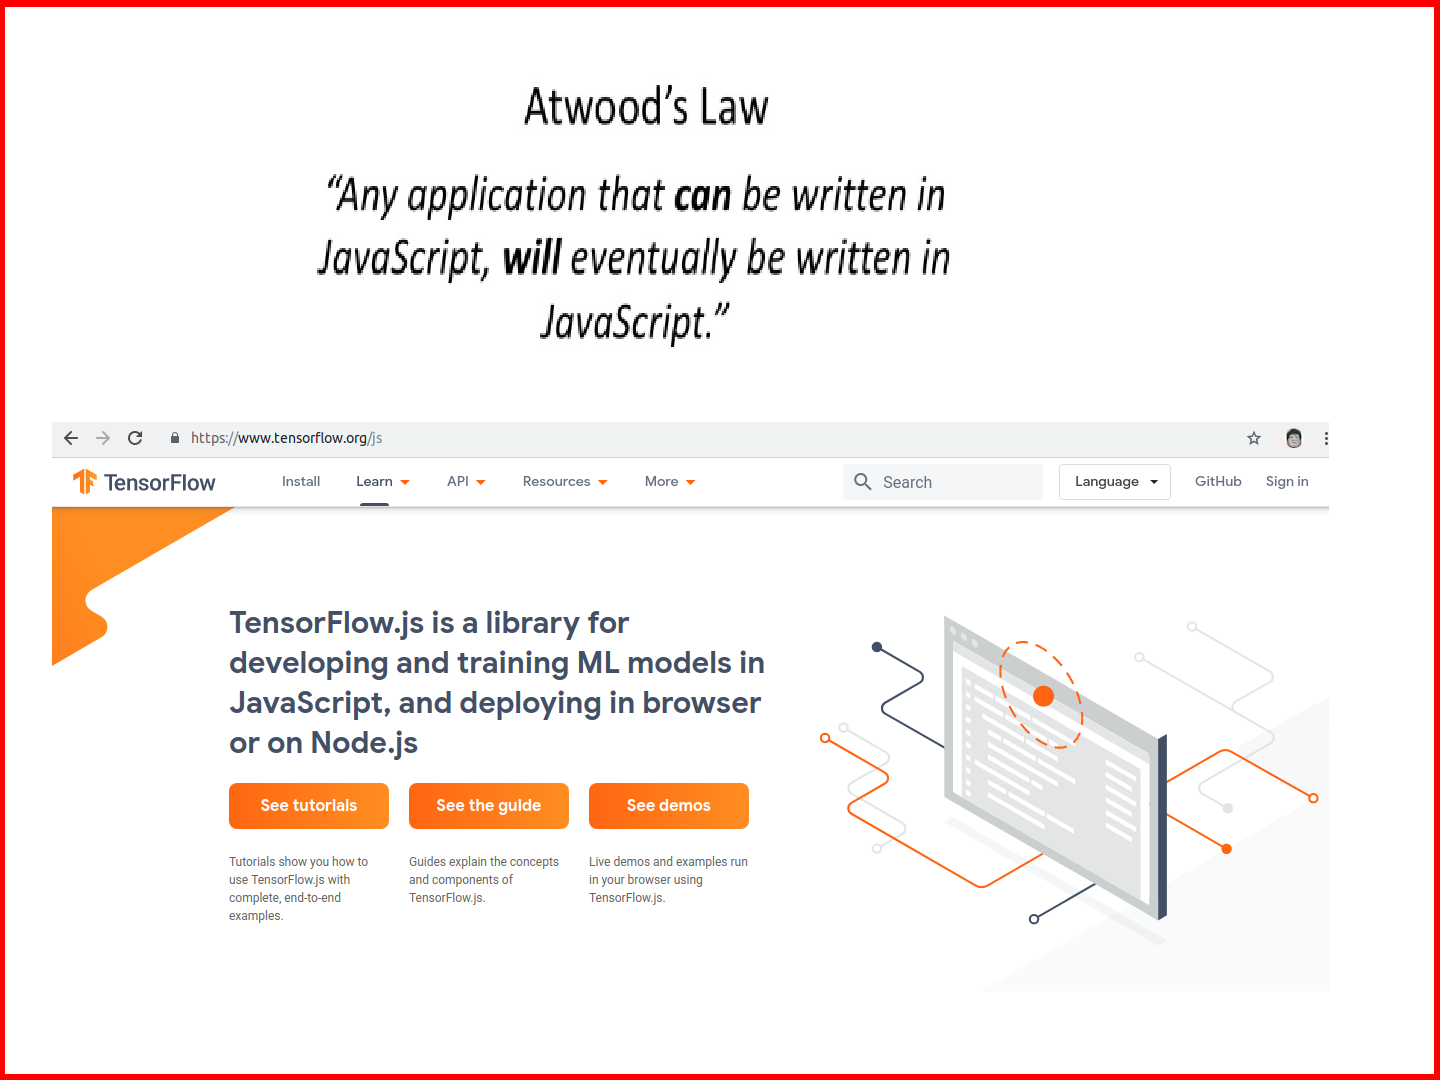 Atwood's Law
“Any application that can be written in
JavaScript, will eventually be written in
JavaScript.”
https://www.tensorflow.org/js
TensorFlow Install Learn API Resources More Search Language GitHub Sign in
TensorFlow.js is a library for
developing and training ML models in
JavaScript, and deploying in browser
or on Node.js
See tutorials
See the guide
See demos
Tutorials show you how to
use TensorFlow.js with
complete, end-to-end
examples.
Guides explain the concepts
and components of
TensorFlow.js.
Live demos and examples run
in your browser using
TensorFlow.js.